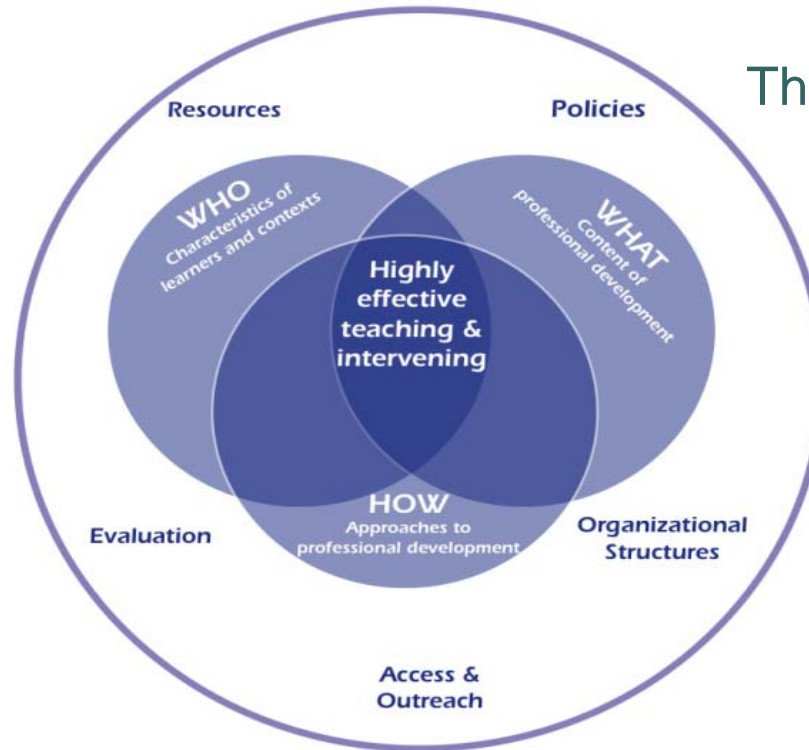 Th
Resources
Policies
WHO
Characteristics of
learners and contexts
WHAT
Content of
professional development
Highly
effective
teaching &
intervening
HOW
Approaches to
professional development
Evaluation
Organizational
Structures
Access &
Outreach